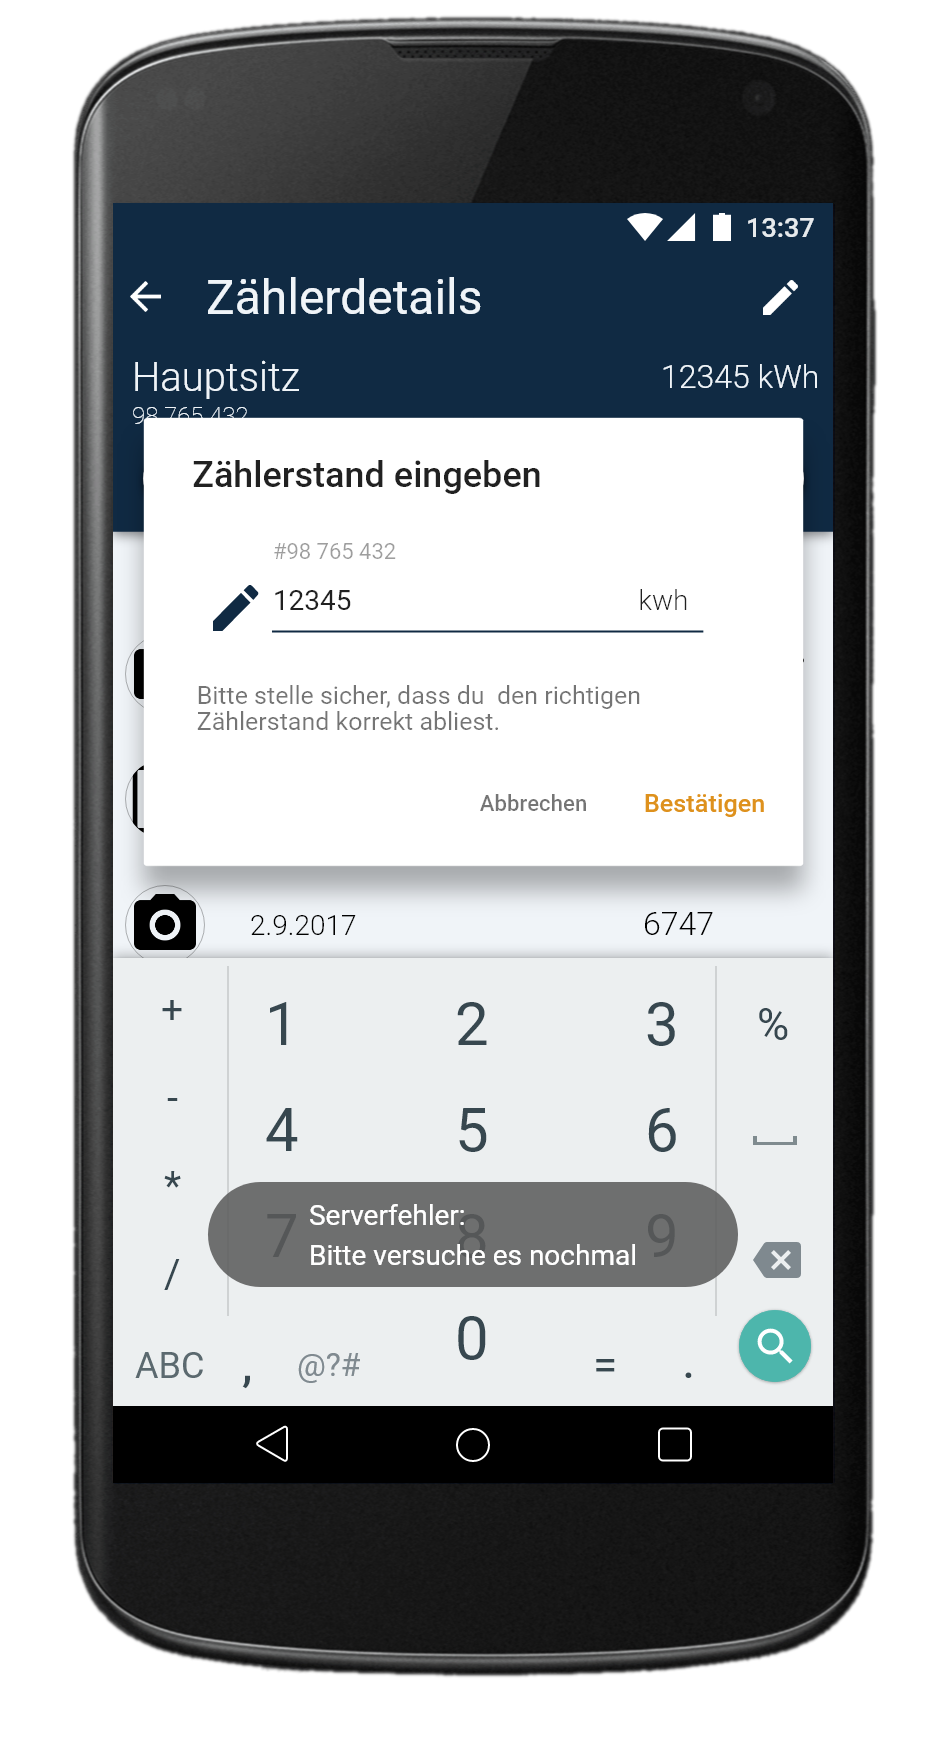 13:37
Zählerdetails
Hauptsitz 12345 kWh
98 765 432
Zählerstand eingeben
#98 765 432
12345 kwh
Bitte stelle sicher, dass du  den richtigen
Zählerstand korrekt abliest.
Abbrechen Bestätigen
2.9.2017 6747
+ 1 2 3 %
- 4 5 6
*
7 8 9
Serverfehler:
Bitte versuche es nochmal
/
ABC , @?# 0 = .